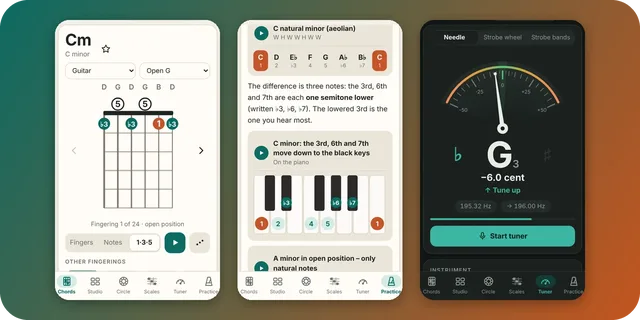 Cm
C minor
Guitar
Open G
D G D G B D
5 5
♭3 ♭3 1 ♭3
Fingering 1 of 24 · open position
Fingers Notes 1·3·5
OTHER FINGERINGS
Chords Studio Circle Scales Tuner Practice
C natural minor (aeolian)
W H W W H W W
C D E♭ F G A♭ B♭ C
1 2 ♭3 4 5 ♭6 ♭7 1
The difference is three notes: the 3rd, 6th
and 7th are each one semitone lower
(written ♭3, ♭6, ♭7). The lowered 3rd is the
one you hear most.
C minor: the 3rd, 6th and 7th
move down to the black keys
On the piano
♭3 ♭6 ♭7
1 2 4 5 1
A minor in open position – only
natural notes
Chords Studio Circle Scales Tuner Practice
Needle Strobe wheel Strobe bands
-50 -25 0 +25 +50
♭ G3 ♯
−6.0 cent
↑ Tune up
195.32 Hz → 196.00 Hz
Start tuner
INSTRUMENT
Chords Studio Circle Scales Tuner Practice